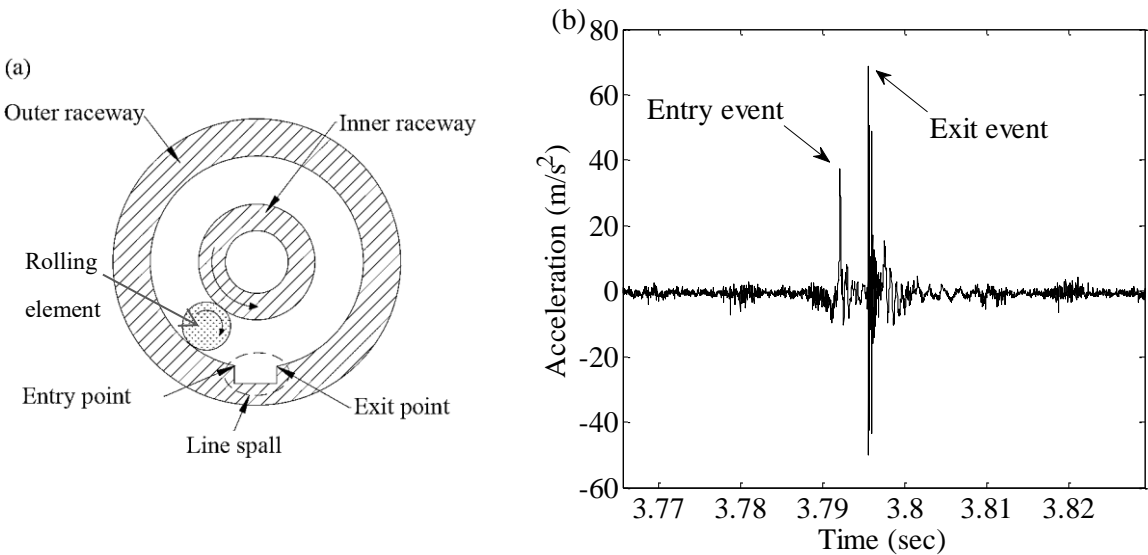 (a)
Outer raceway
Inner raceway
Rolling
element
Entry point
Exit point
Line spall
(b)
80
60
40
20
0
-20
-40
-60
Acceleration (m/s²)
Entry event
Exit event
3.77 3.78 3.79 3.8 3.81 3.82
Time (sec)